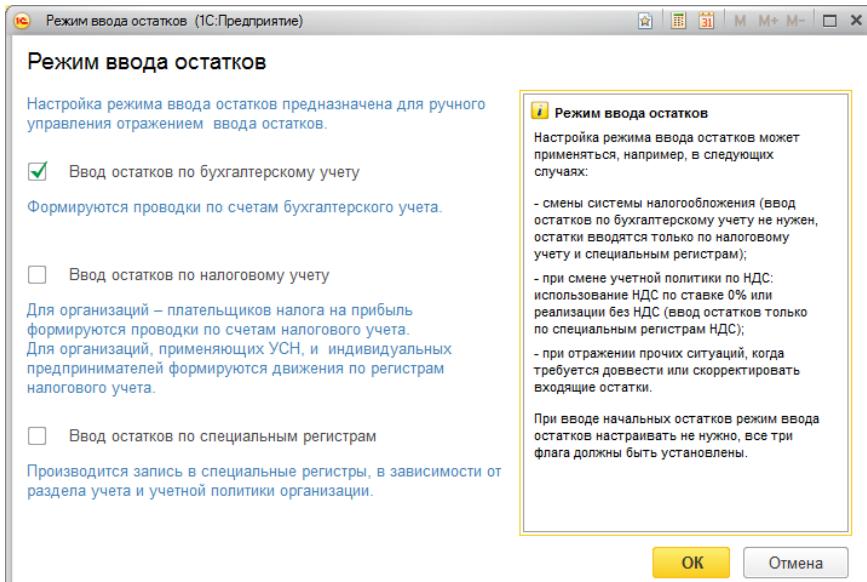 Режим ввода остатков (1С:Предприятие)
31 M M+ M-
Режим ввода остатков
Настройка режима ввода остатков предназначена для ручного
управления отражением ввода остатков.
Ввод остатков по бухгалтерскому учету
Формируются проводки по счетам бухгалтерского учета.
Ввод остатков по налоговому учету
Для организаций – плательщиков налога на прибыль
формируются проводки по счетам налогового учета.
Для организаций, применяющих УСН, и индивидуальных
предпринимателей формируются движения по регистрам
налогового учета.
Ввод остатков по специальным регистрам
Производится запись в специальные регистры, в зависимости от
раздела учета и учетной политики организации.
Режим ввода остатков
Настройка режима ввода остатков может
применяться, например, в следующих
случаях:
- смены системы налогообложения (ввод
остатков по бухгалтерскому учету не нужен,
остатки вводятся только по налоговому
учету и специальным регистрам);
- при смене учетной политики по НДС:
использование НДС по ставке 0% или
реализации без НДС (ввод остатков только
по специальным регистрам НДС);
- при отражении прочих ситуаций, когда
требуется доввести или скорректировать
входящие остатки.
При вводе начальных остатков режим ввода
остатков настраивать не нужно, все три
флага должны быть установлены.
ОК
Отмена